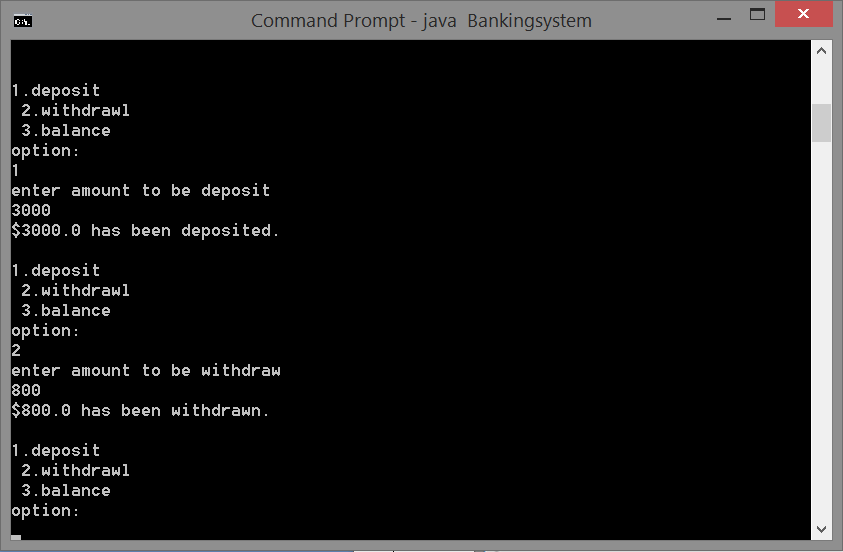 Command Prompt - java  Bankingsystem
1.deposit
 2.withdrawl
 3.balance
option:
1
enter amount to be deposit
3000
$3000.0 has been deposited.
1.deposit
 2.withdrawl
 3.balance
option:
2
enter amount to be withdraw
800
$800.0 has been withdrawn.
1.deposit
 2.withdrawl
 3.balance
option: